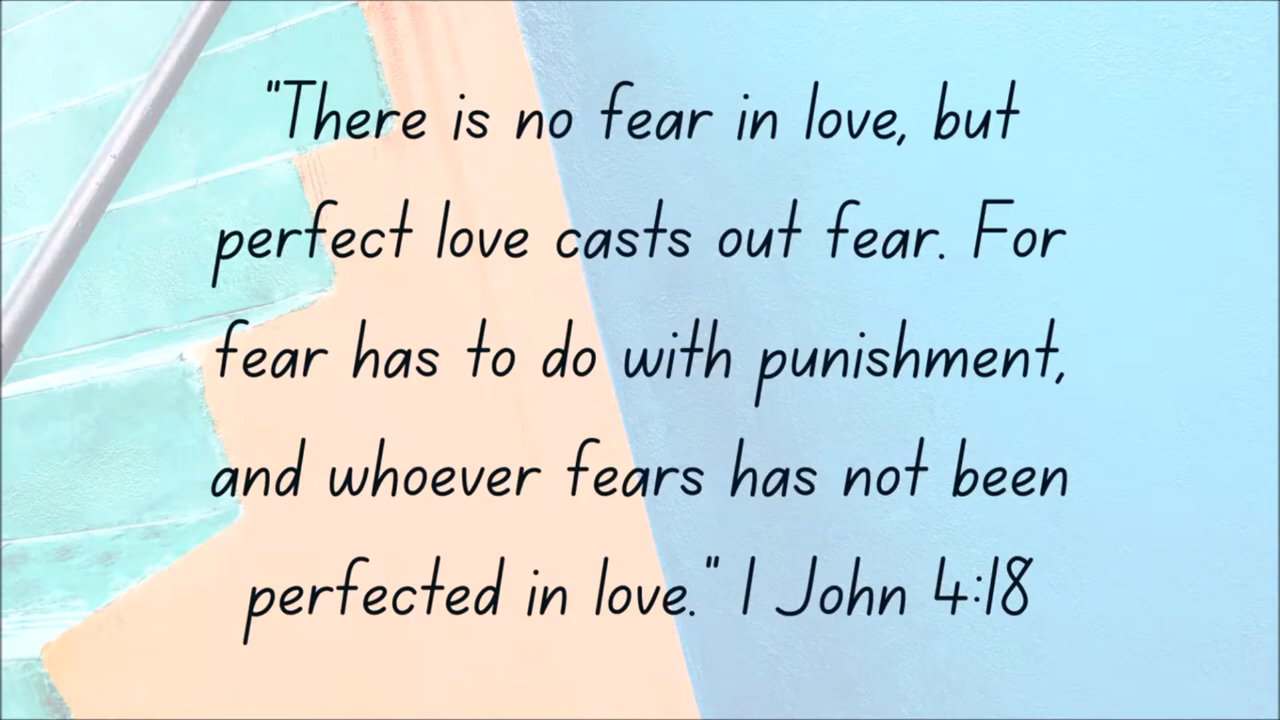 "There is no fear in love, but
perfect love casts out fear. For
fear has to do with punishment,
and whoever fears has not been
perfected in love." 1 John 4:18